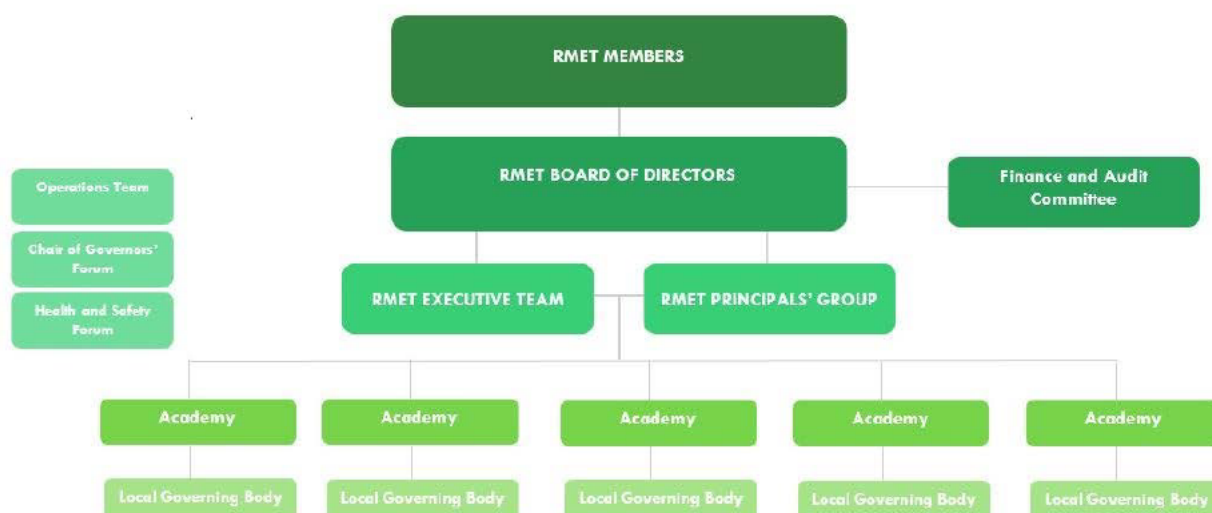 RMET MEMBERS
RMET BOARD OF DIRECTORS
Finance and Audit
Committee
Operations Team
Chair of Governors'
Forum
Health and Safety
Forum
RMET EXECUTIVE TEAM
RMET PRINCIPALS' GROUP
Academy
Academy
Academy
Academy
Academy
Local Governing Body
Local Governing Body
Local Governing Body
Local Governing Body
Local Governing Body